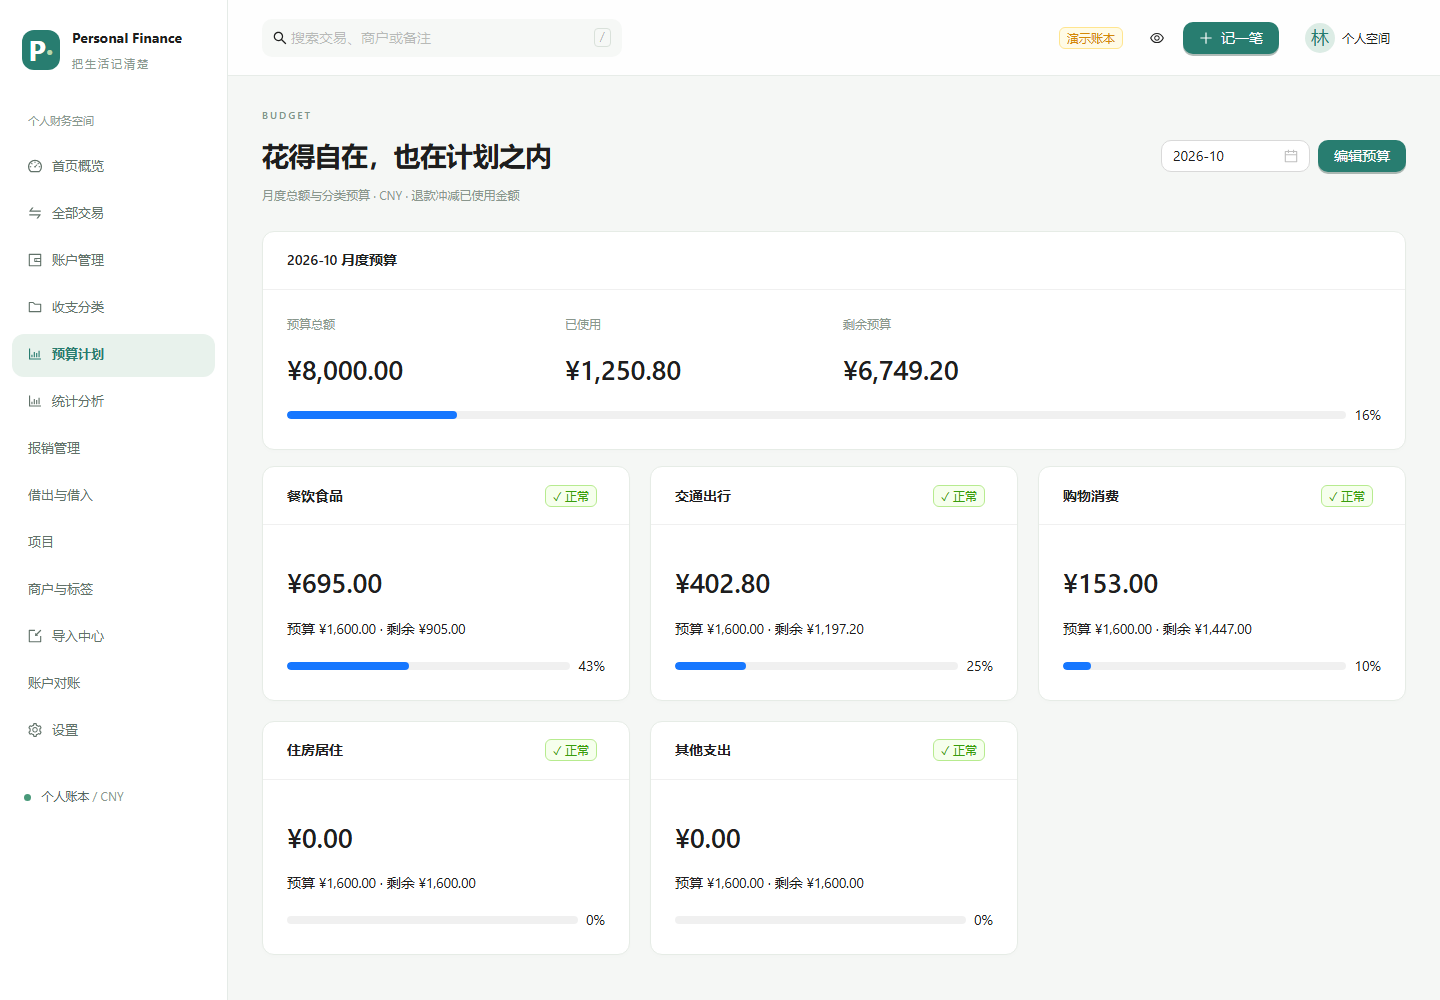 P.
Personal Finance
把生活记清楚
个人财务空间
首页概览
全部交易
账户管理
收支分类
预算计划
统计分析
报销管理
借出与借入
项目
商户与标签
导入中心
账户对账
设置
个人账本 / CNY
搜索交易、商户或备注 /
演示账本
记一笔
林 个人空间
BUDGET
花得自在，也在计划之内
月度总额与分类预算 · CNY · 退款冲减已使用金额
2026-10
编辑预算
2026-10 月度预算
预算总额 已使用 剩余预算
¥8,000.00 ¥1,250.80 ¥6,749.20
16%
餐饮食品 正常
¥695.00
预算 ¥1,600.00 · 剩余 ¥905.00
43%
交通出行 正常
¥402.80
预算 ¥1,600.00 · 剩余 ¥1,197.20
25%
购物消费 正常
¥153.00
预算 ¥1,600.00 · 剩余 ¥1,447.00
10%
住房居住 正常
¥0.00
预算 ¥1,600.00 · 剩余 ¥1,600.00
0%
其他支出 正常
¥0.00
预算 ¥1,600.00 · 剩余 ¥1,600.00
0%